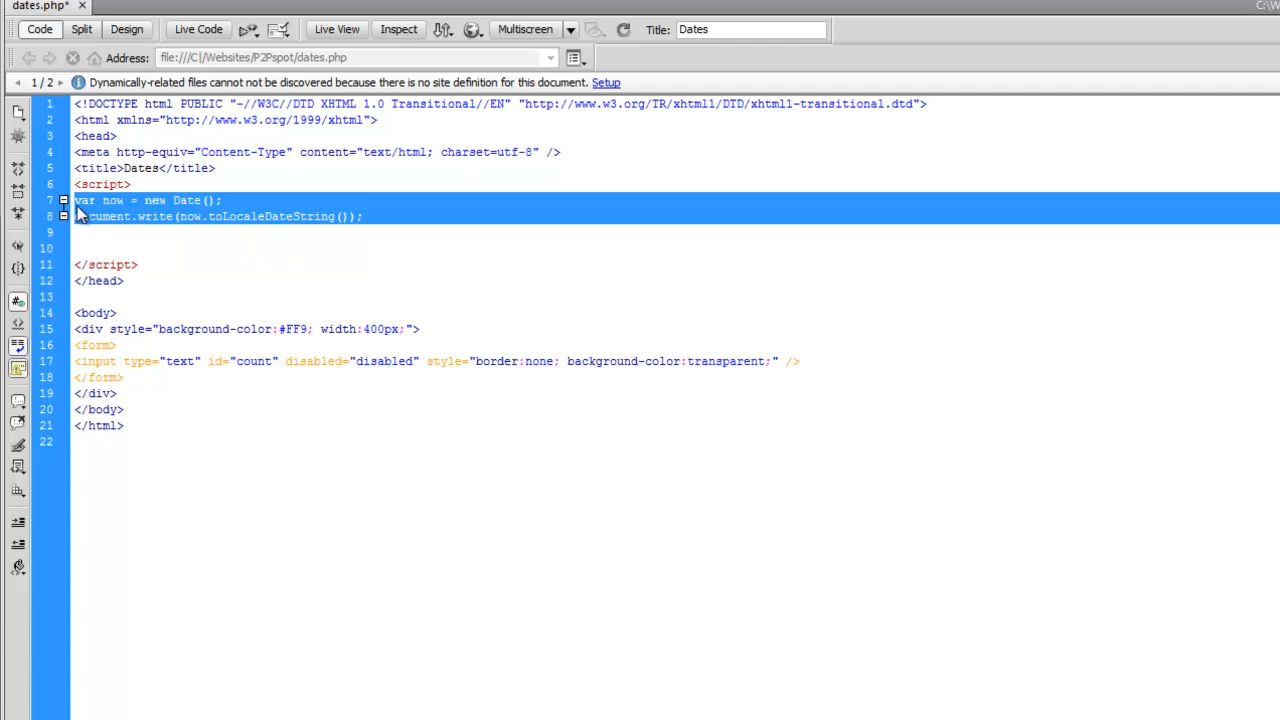 dates.php*
C:\W
Code Split Design Live Code Live View Inspect Multiscreen Title: Dates
Address: file:///C|/Websites/P2Pspot/dates.php
1 / 2 Dynamically-related files cannot not be discovered because there is no site definition for this document. Setup
1 <!DOCTYPE html PUBLIC "-//W3C//DTD XHTML 1.0 Transitional//EN" "http://www.w3.org/TR/xhtml1/DTD/xhtml1-transitional.dtd">
2 <html xmlns="http://www.w3.org/1999/xhtml">
3 <head>
4 <meta http-equiv="Content-Type" content="text/html; charset=utf-8" />
5 <title>Dates</title>
6 <script>
7 var now = new Date();
8 document.write(now.toLocaleDateString());
9
10
11 </script>
12 </head>
13
14 <body>
15 <div style="background-color:#FF9; width:400px;">
16 <form>
17 <input type="text" id="count" disabled="disabled" style="border:none; background-color:transparent;" />
18 </form>
19 </div>
20 </body>
21 </html>
22